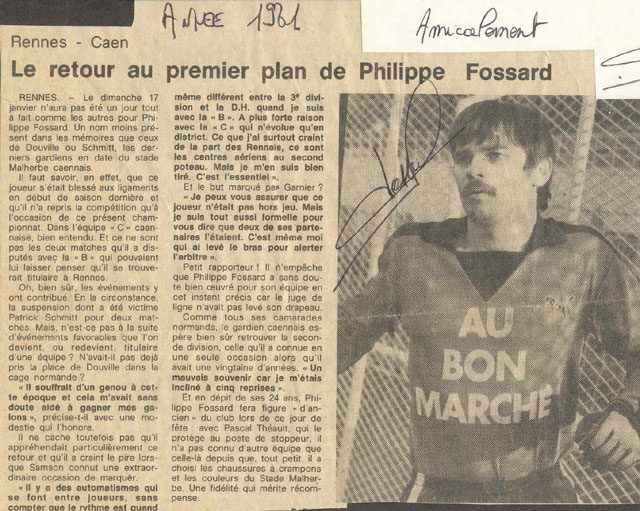 ANNEE 1981
Amicalement
Rennes - Caen
Le retour au premier plan de Philippe Fossard
RENNES. – Le dimanche 17
janvier n'aura pas été un jour tout
à fait comme les autres pour Phi-
lippe Fossard. Un nom moins pré-
sent dans les mémoires que ceux
de Douville ou Schmitt, les der-
niers gardiens en date du stade
Malherbe caennais.
Il faut savoir, en effet, que ce
joueur s'était blessé aux ligaments
en début de saison dernière et
qu'il n'a repris la compétition qu'à
l'occasion de ce présent cham-
pionnat. Dans l'équipe « C » caen-
naise, bien entendu. Et ce ne sont
pas les deux matches qu'il a dis-
putés avec la « B » qui pouvaient
lui laisser penser qu'il se trouve-
rait titulaire à Rennes.
Oh, bien sûr, les événements y
ont contribué. En la circonstance,
la suspension dont a été victime
Patrick Schmitt pour deux mat-
ches. Mais, n'est-ce pas à la suite
d'événements favorables que l'on
devient, ou redevient, titulaire
d'une équipe ? N'avait-il pas déjà
pris la place de Douville dans la
cage normande ?
« Il souffrait d'un genou à cet-
te époque et cela m'avait sans
doute aidé à gagner mes ga-
lons », précise-t-il avec une mo-
destie qui l'honore.
Il ne cache toutefois pas qu'il
appréhendait particulièrement ce
retour et qu'il a craint le pire lors-
que Samson connut une extraor-
dinaire occasion de marquer.
« Il y a des automatismes qui
se font entre joueurs, sans
compter que le rythme est quand
même différent entre la 3e divi-
sion et la D.H. quand je suis
avec la « B ». A plus forte raison
avec la « C » qui n'évolue qu'en
district. Ce que j'ai surtout craint
de la part des Rennais, ce sont
les centres aériens au second
poteau. Mais je m'en suis bien
tiré. C'est l'essentiel ».
Et le but marqué par Garnier ?
« Je peux vous assurer que ce
joueur n'était pas hors jeu. Mais
je suis tout aussi formelle pour
vous dire que deux de ses parte-
naires l'étaient. C'est même moi
qui ai levé le bras pour alerter
l'arbitre ».
Petit rapporteur ! Il n'empêche
que Philippe Fossard a sans dou-
te bien œuvré pour son équipe en
cet instant précis car le juge de
ligne n'avait pas levé son drapeau.
Comme tous ses camarades
normands, le gardien caennais es-
père bien sûr retrouver la secon-
de division, celle qu'il a connue en
une seule occasion alors qu'il
avait une vingtaine d'années. « Un
mauvais souvenir car je m'étais
incliné à cinq reprises ».
Et en dépit de ses 24 ans, Phi-
lippe Fossard fera figure « d'an-
cien » du club lors de ce jour de
fête : avec Pascal Théault, qui le
protège au poste de stoppeur, il
n'a pas connu d'autre équipe que
celle-là depuis que, tout petit, il a
choisi les chaussures à crampons
et les couleurs du Stade Malher-
be. Une fidélité qui mérite récom-
pense.
AU
BON
MARCHÉ